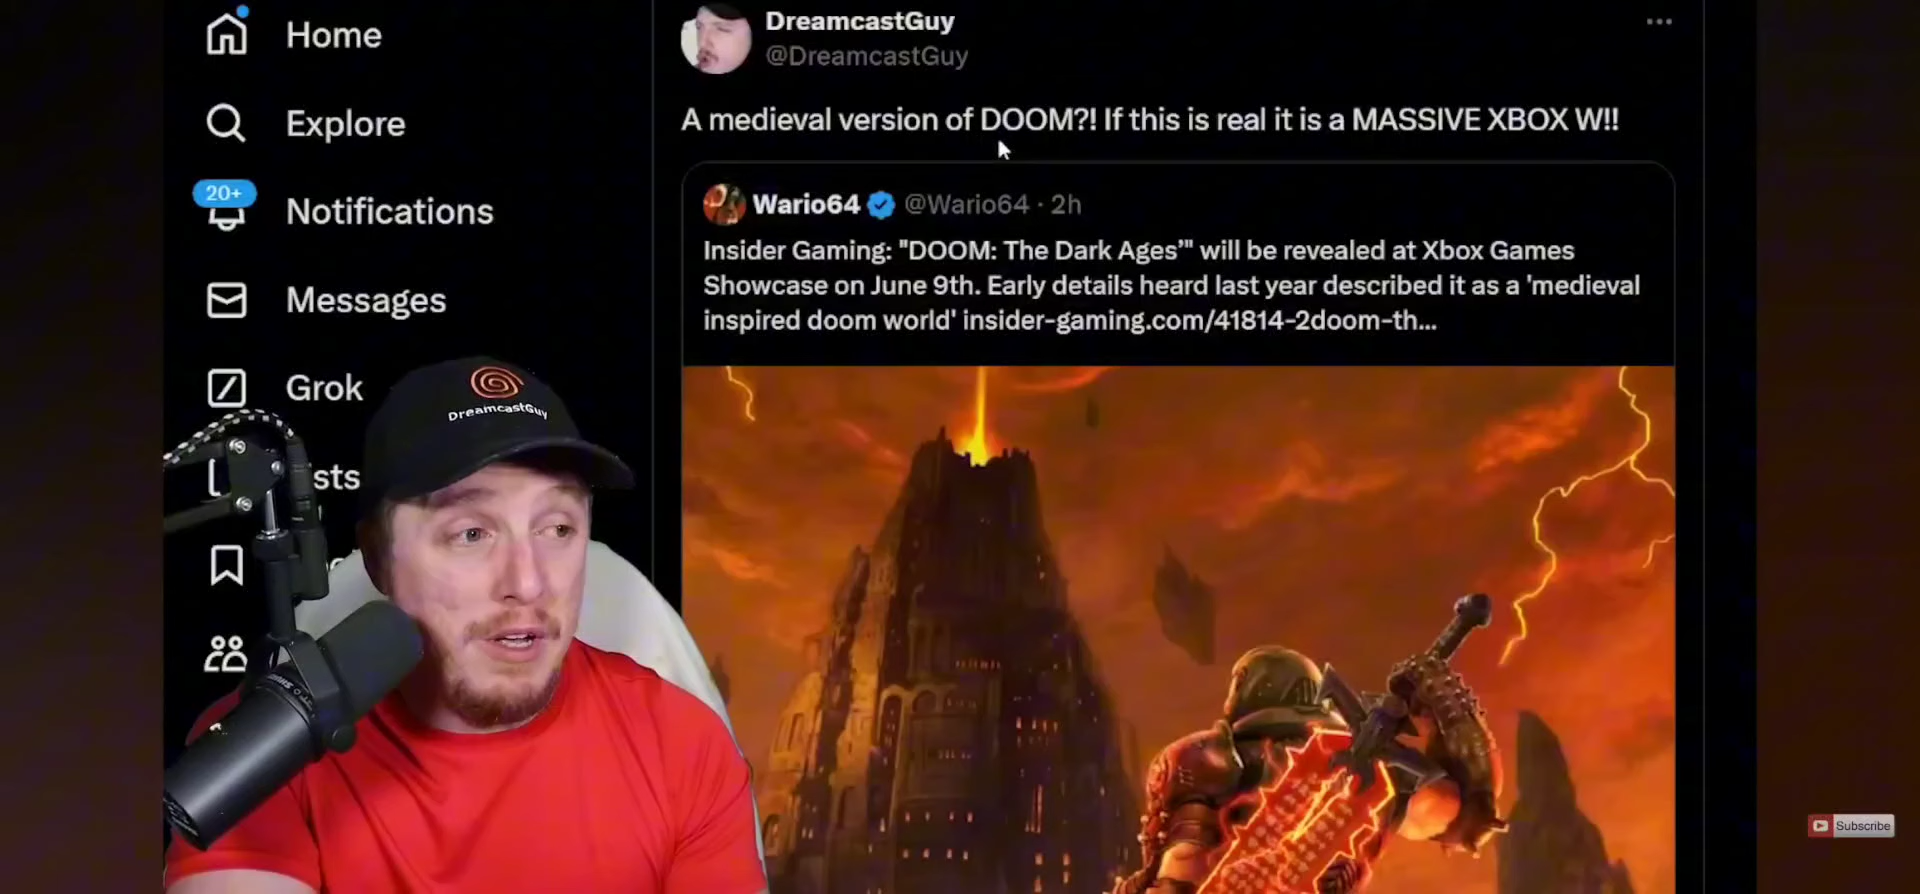 Home
Explore
20+
Notifications
Messages
Grok
sts
DreamcastGuy
DreamcastGuy
@DreamcastGuy
A medieval version of DOOM?! If this is real it is a MASSIVE XBOX W!!
Wario64 @Wario64 · 2h
Insider Gaming: "DOOM: The Dark Ages'" will be revealed at Xbox Games
Showcase on June 9th. Early details heard last year described it as a 'medieval
inspired doom world' insider-gaming.com/41814-2doom-th...
Subscribe